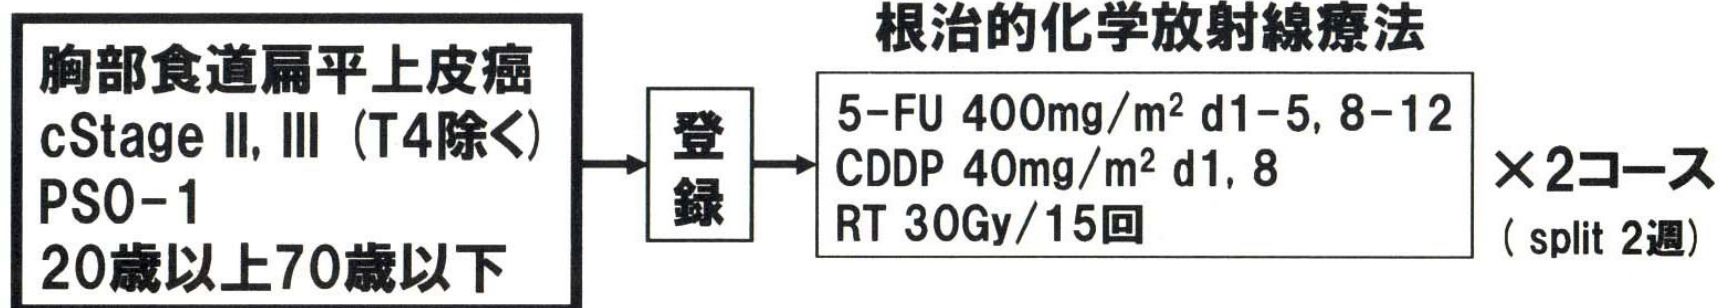 胸部食道扁平上皮癌
cStage II, III (T4除く)
PS0-1
20歳以上70歳以下
登録
根治的化学放射線療法
5-FU 400mg/m² d1-5, 8-12
CDDP 40mg/m² d1, 8
RT 30Gy/15回
×2コース
( split 2週)